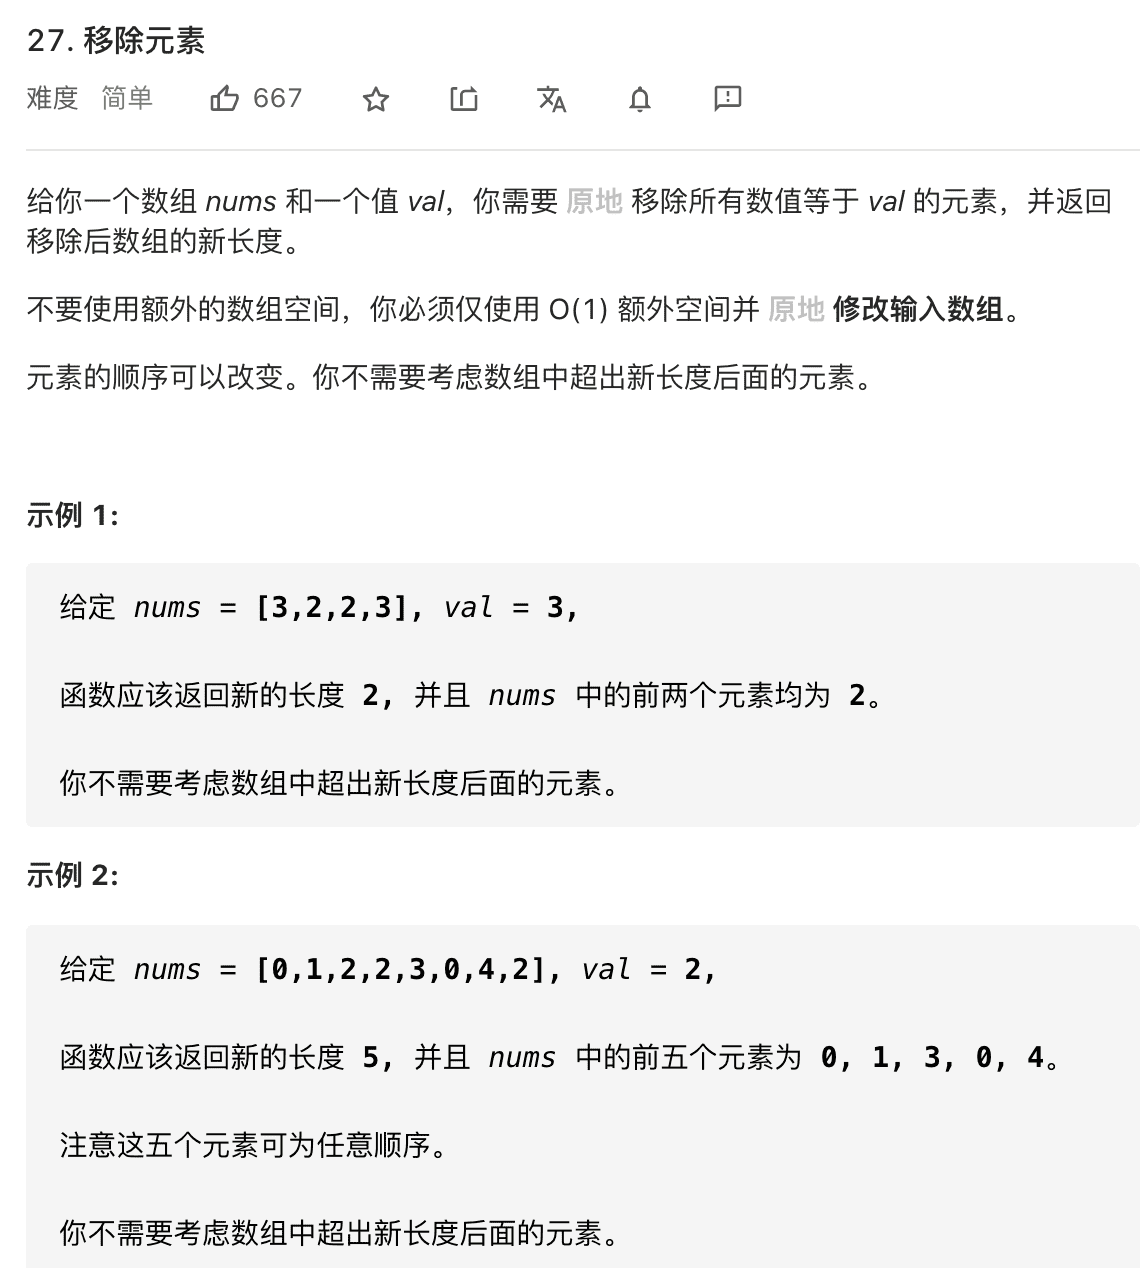 27. 移除元素
难度 简单 667
给你一个数组 nums 和一个值 val，你需要 原地 移除所有数值等于 val 的元素，并返回
移除后数组的新长度。
不要使用额外的数组空间，你必须仅使用 O(1) 额外空间并 原地 修改输入数组。
元素的顺序可以改变。你不需要考虑数组中超出新长度后面的元素。
示例 1:
给定 nums = [3,2,2,3], val = 3,
函数应该返回新的长度 2, 并且 nums 中的前两个元素均为 2。
你不需要考虑数组中超出新长度后面的元素。
示例 2:
给定 nums = [0,1,2,2,3,0,4,2], val = 2,
函数应该返回新的长度 5, 并且 nums 中的前五个元素为 0, 1, 3, 0, 4。
注意这五个元素可为任意顺序。
你不需要考虑数组中超出新长度后面的元素。